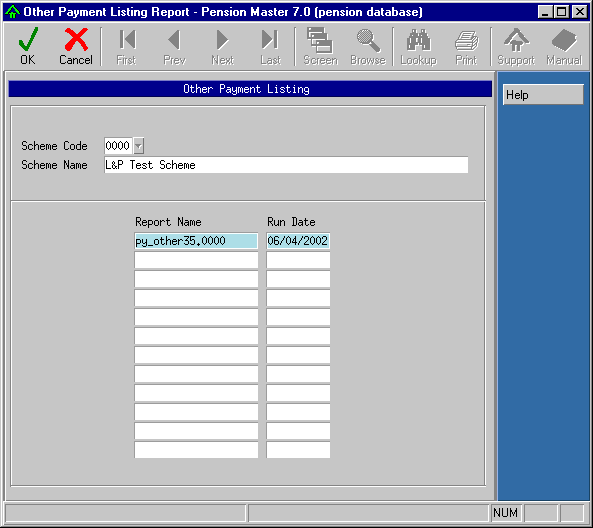 Other Payment Listing Report - Pension Master 7.0 (pension database)
OK Cancel First Prev Next Last Screen Browse Lookup Print Support Manual
Other Payment Listing
Help
Scheme Code 0000
Scheme Name L&P Test Scheme
Report Name Run Date
py_other35.0000 06/04/2002
NUM